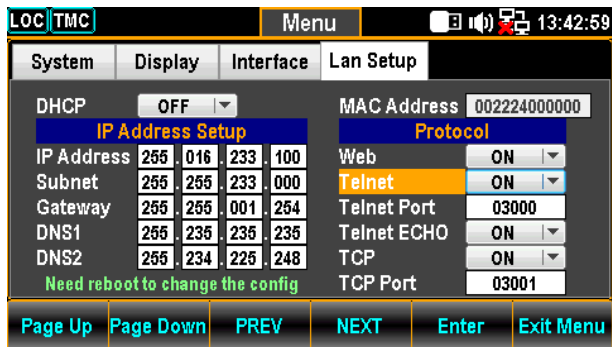 LOC TMC Menu 13:42:59
System Display Interface Lan Setup
DHCP OFF MAC Address 002224000000
IP Address Setup Protocol
IP Address 255 . 016 . 233 . 100 Web ON
Subnet 255 . 255 . 233 . 000 Telnet ON
Gateway 255 . 255 . 001 . 254 Telnet Port 03000
DNS1 255 . 235 . 235 . 235 Telnet ECHO ON
DNS2 255 . 234 . 225 . 248 TCP ON
Need reboot to change the config TCP Port 03001
Page Up Page Down PREV NEXT Enter Exit Menu